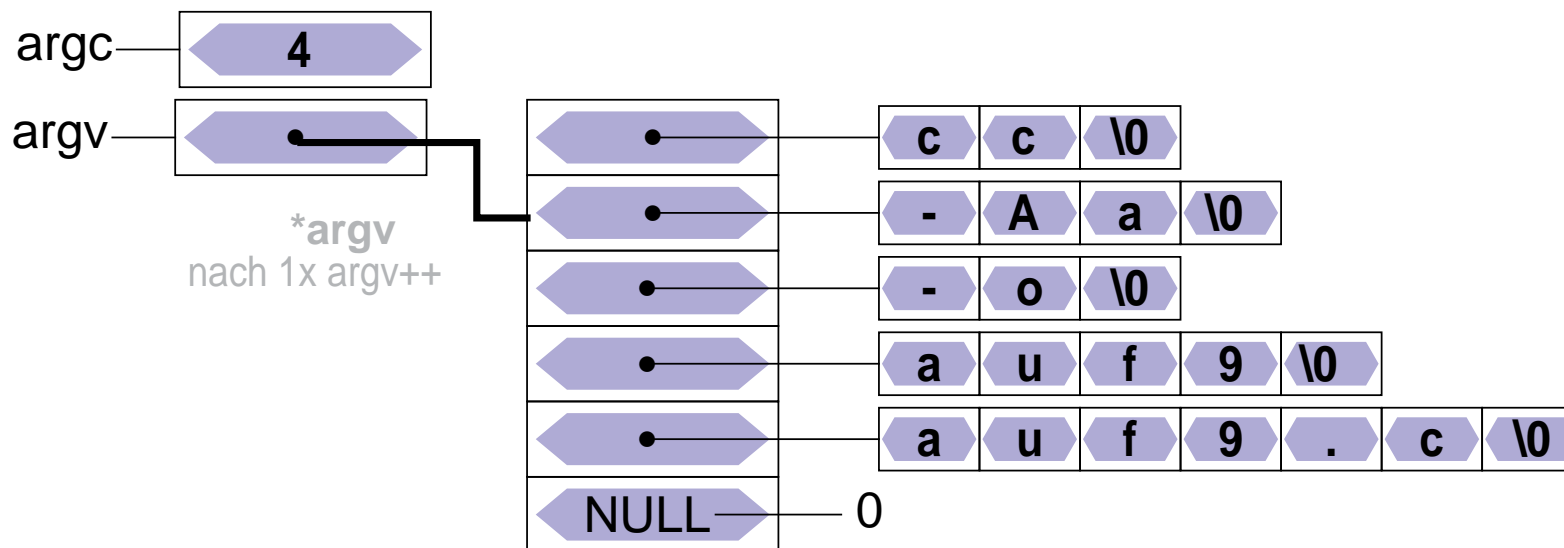 argc 4
argv
c c \0
- A a \0
*argv
nach 1x argv++
- o \0
a u f 9 \0
a u f 9 . c \0
NULL 0